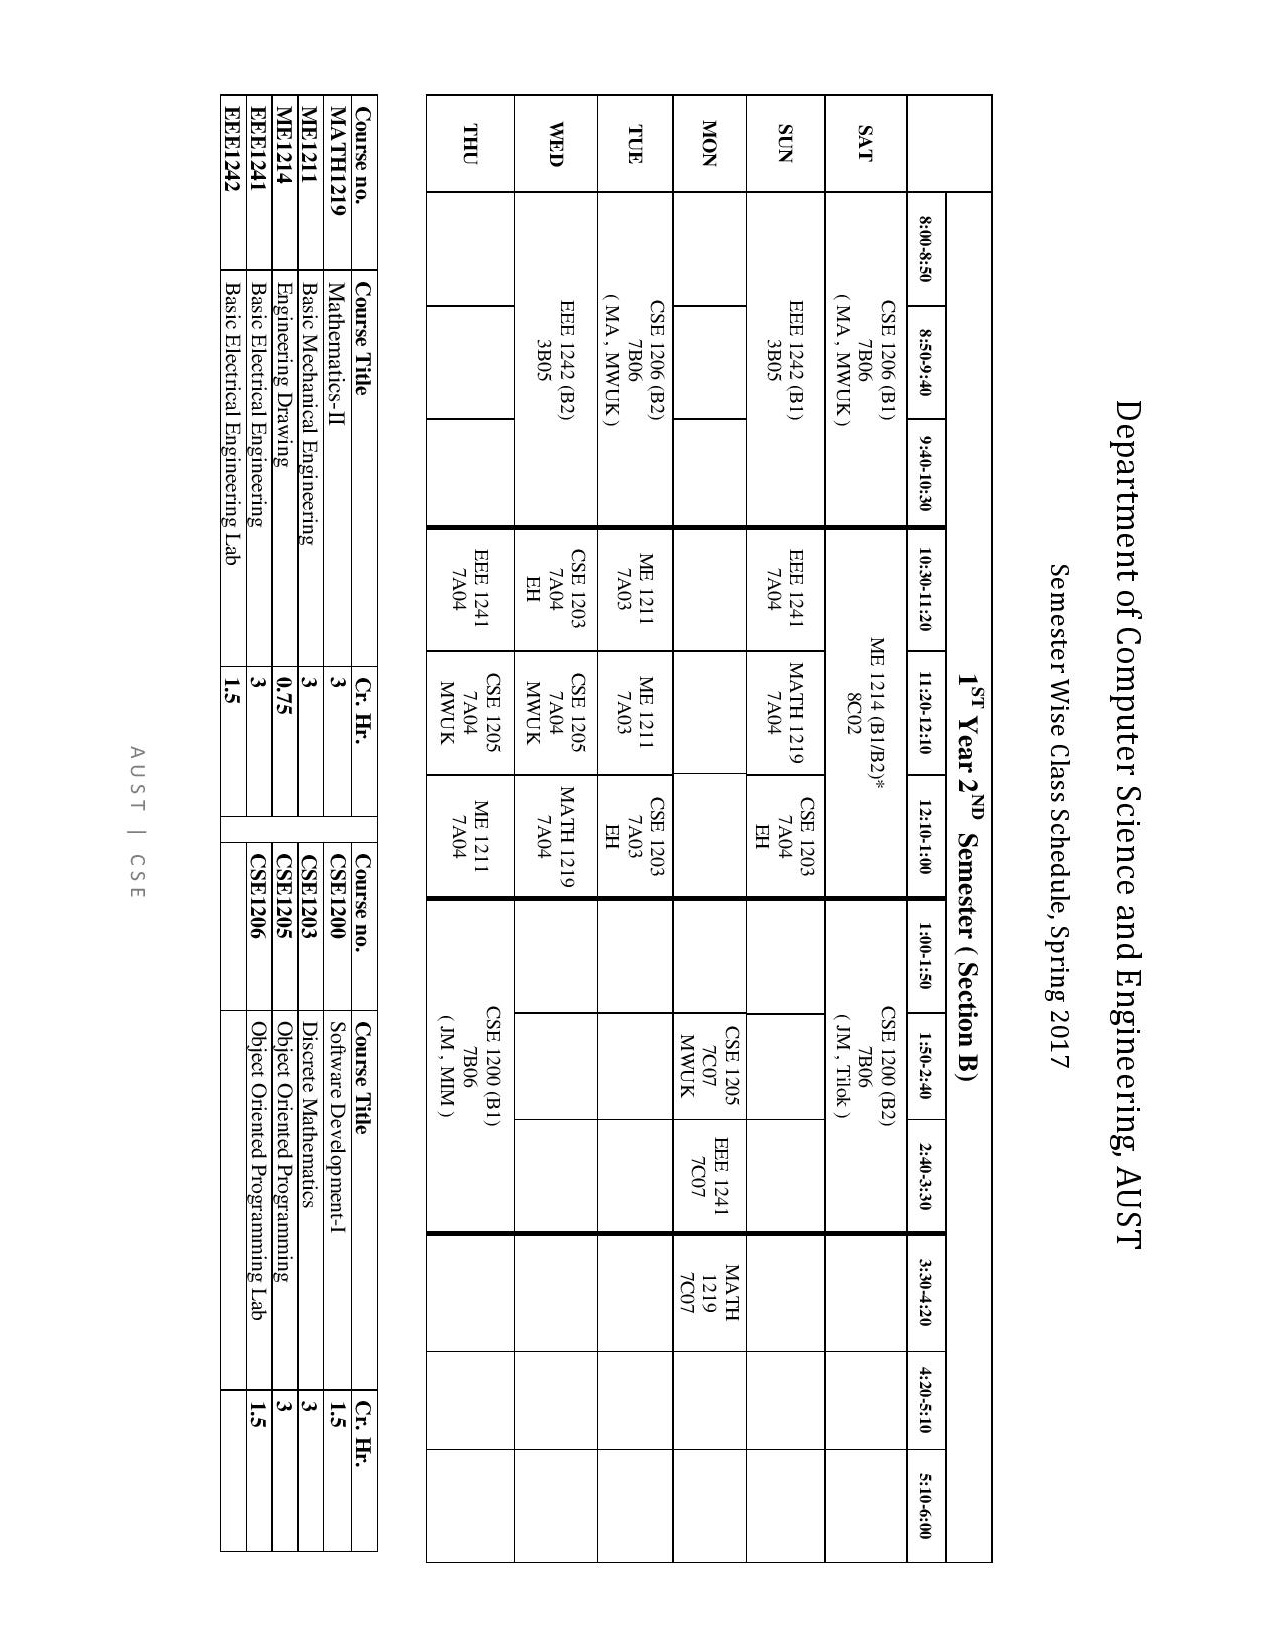 Department of Computer Science and Engineering, AUST
Semester Wise Class Schedule, Spring 2017
1ST Year 2ND Semester ( Section B)
8:00-8:50 8:50-9:40 9:40-10:30 10:30-11:20 11:20-12:10 12:10-1:00 1:00-1:50 1:50-2:40 2:40-3:30 3:30-4:20 4:20-5:10 5:10-6:00
SAT
CSE 1206 (B1)
7B06
( MA , MWUK )
ME 1214 (B1/B2)*
8C02
CSE 1200 (B2)
7B06
( JM , Tilok )
SUN
EEE 1242 (B1)
3B05
EEE 1241
7A04
MATH 1219
7A04
CSE 1203
7A04
EH
MON
CSE 1205
7C07
MWUK
EEE 1241
7C07
MATH
1219
7C07
TUE
CSE 1206 (B2)
7B06
( MA , MWUK )
ME 1211
7A03
ME 1211
7A03
CSE 1203
7A03
EH
WED
EEE 1242 (B2)
3B05
CSE 1203
7A04
EH
CSE 1205
7A04
MWUK
MATH 1219
7A04
THU
EEE 1241
7A04
CSE 1205
7A04
MWUK
ME 1211
7A04
CSE 1200 (B1)
7B06
( JM , MIM )
Course no. Course Title Cr. Hr. Course no. Course Title Cr. Hr.
MATH1219 Mathematics-II 3 CSE1200 Software Development-I 1.5
ME1211 Basic Mechanical Engineering 3 CSE1203 Discrete Mathematics 3
ME1214 Engineering Drawing 0.75 CSE1205 Object Oriented Programming 3
EEE1241 Basic Electrical Engineering 3 CSE1206 Object Oriented Programming Lab 1.5
EEE1242 Basic Electrical Engineering Lab 1.5
AUST | CSE